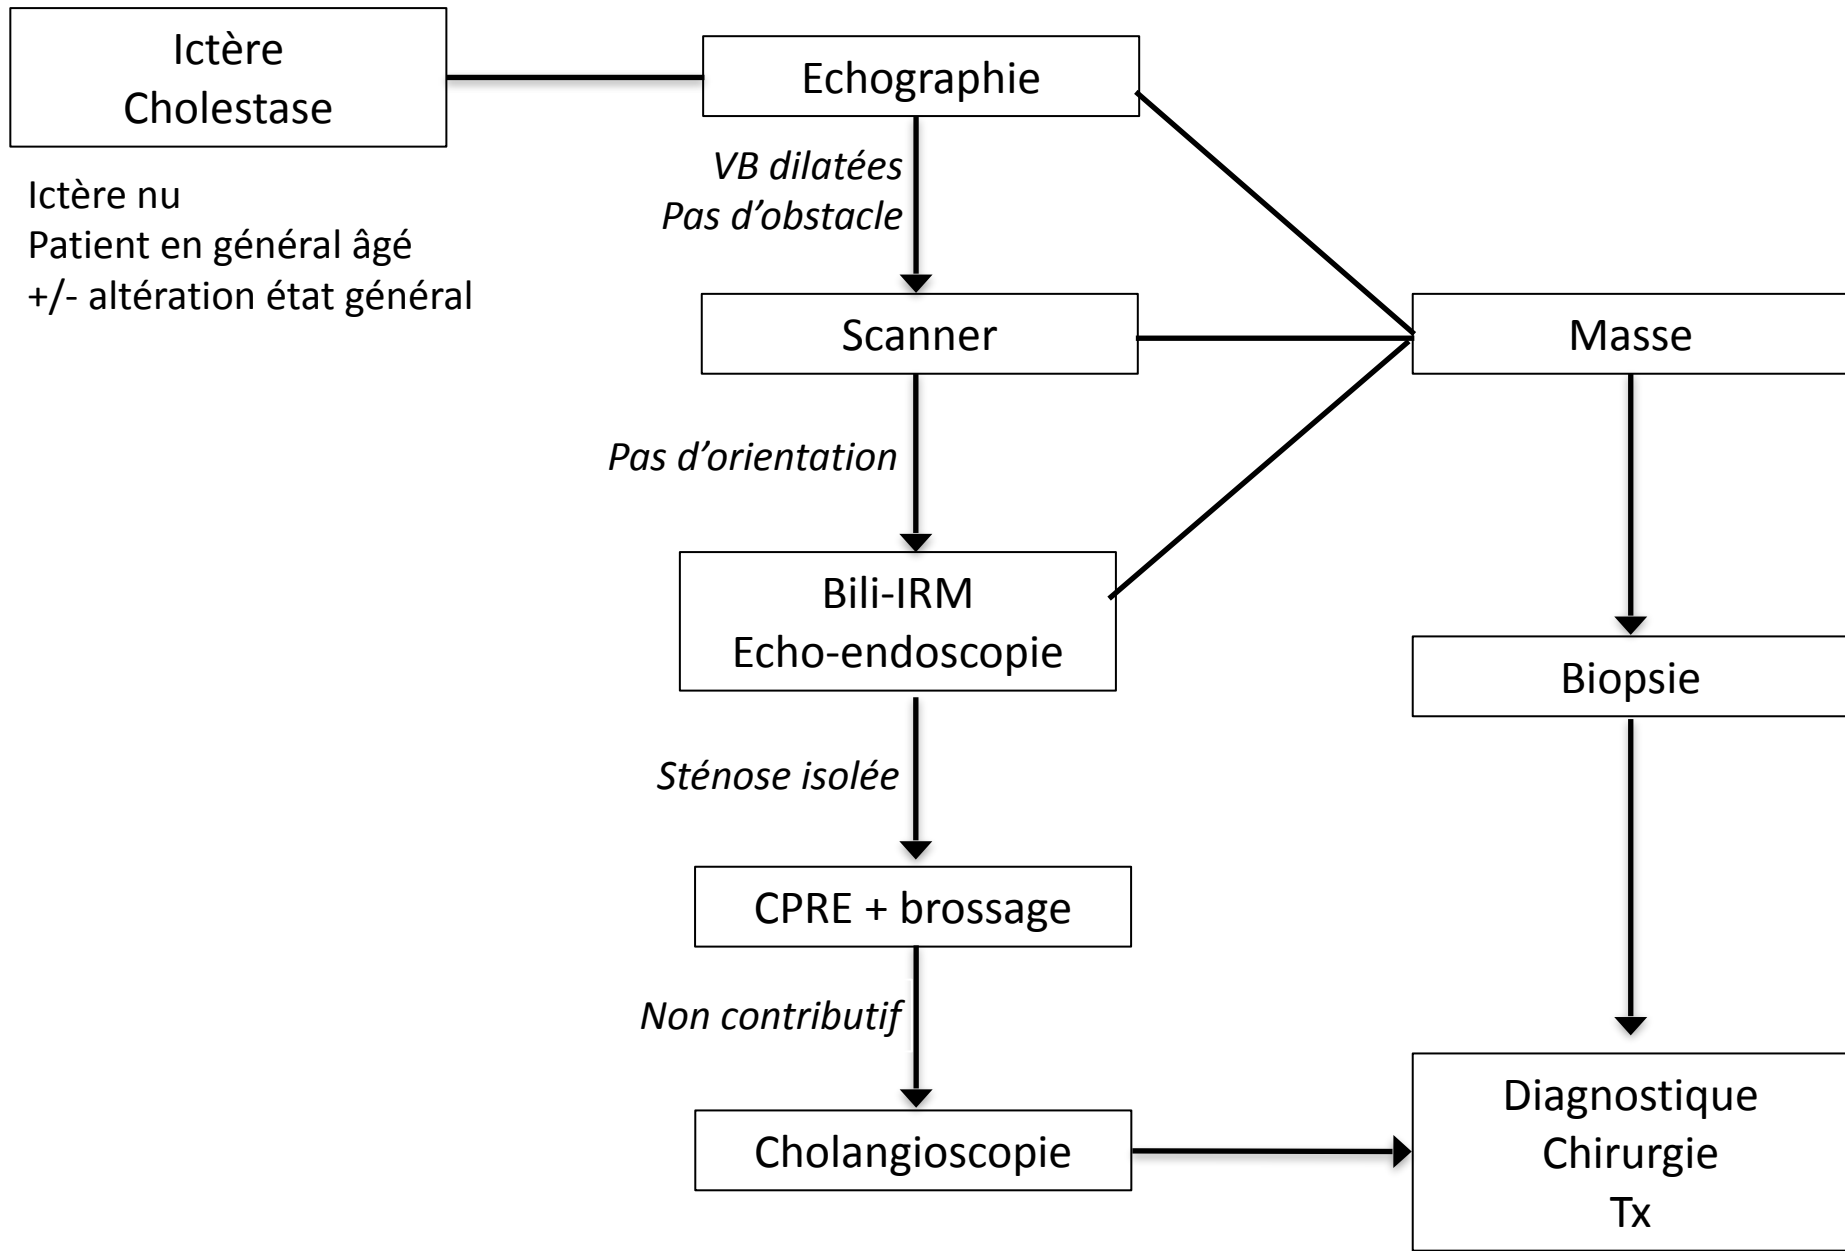 Ictère
Cholestase
Ictère nu
Patient en général âgé
+/- altération état général
Echographie
VB dilatées
Pas d’obstacle
Scanner
Masse
Pas d’orientation
Bili-IRM
Echo-endoscopie
Biopsie
Sténose isolée
CPRE + brossage
Non contributif
Cholangioscopie
Diagnostique
Chirurgie
Tx